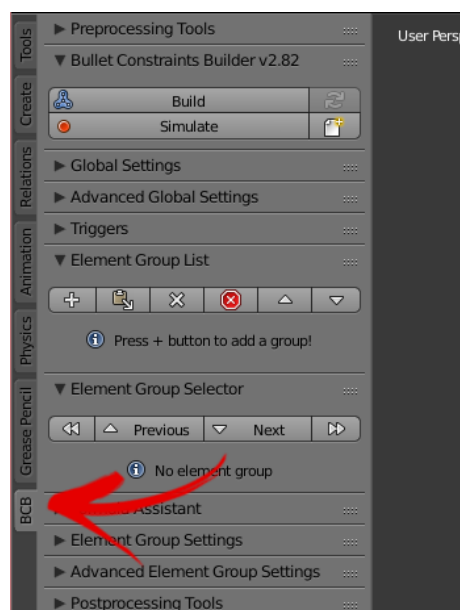 Tools
Create
Relations
Animation
Physics
Grease Pencil
BCB
Preprocessing Tools
Bullet Constraints Builder v2.82
Build
Simulate
Global Settings
Advanced Global Settings
Triggers
Element Group List
Press + button to add a group!
Element Group Selector
Previous Next
No element group
Assistant
Element Group Settings
Advanced Element Group Settings
Postprocessing Tools
User Persp